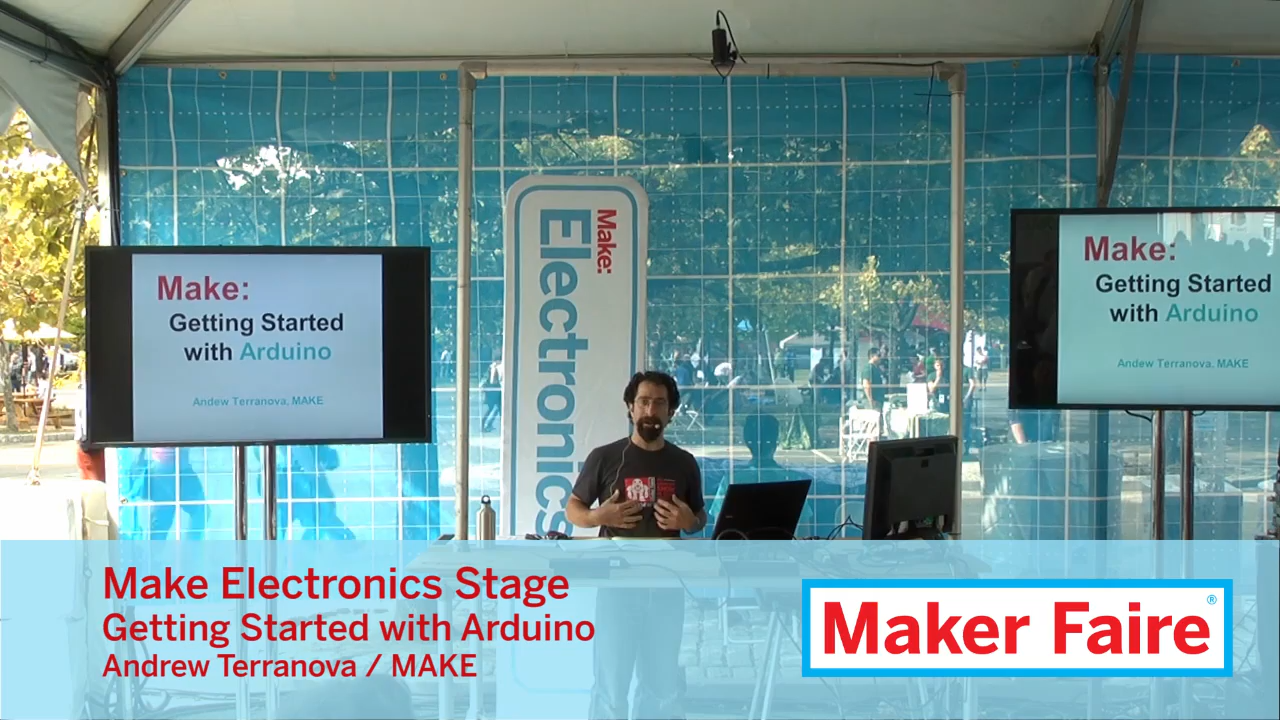 Make:
Getting Started
with Arduino
Andew Terranova, MAKE
Make:
Electronics
Make:
Getting Started
with Arduino
Andew Terranova, MAKE
Make Electronics Stage
Getting Started with Arduino
Andrew Terranova / MAKE
Maker Faire®